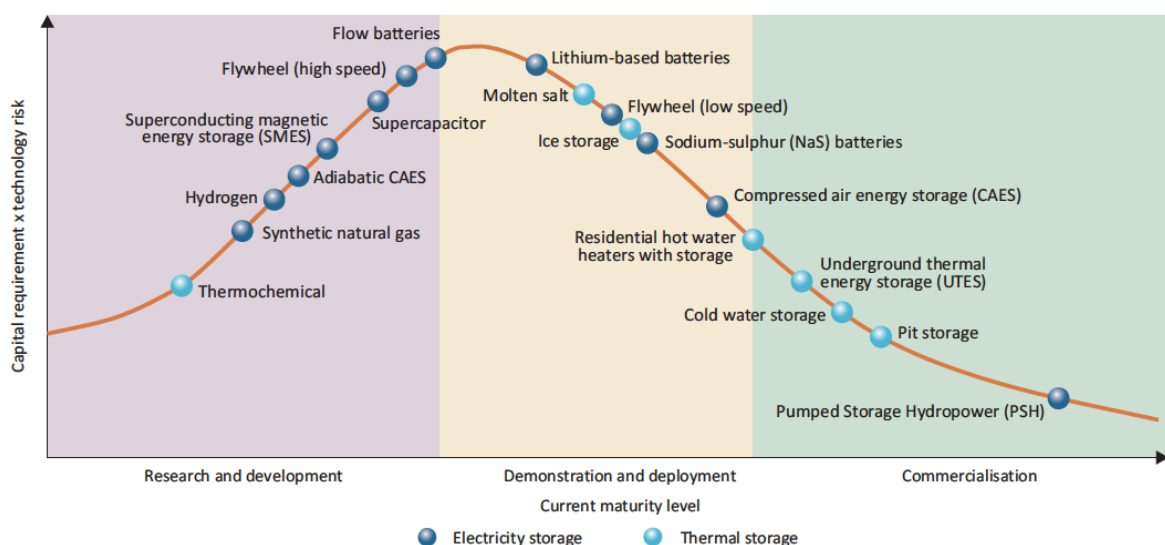 Capital requirement x technology risk
Flow batteries
Flywheel (high speed)
Supercapacitor
Superconducting magnetic
energy storage (SMES)
Adiabatic CAES
Hydrogen
Synthetic natural gas
Thermochemical
Lithium-based batteries
Molten salt
Flywheel (low speed)
Ice storage
Sodium-sulphur (NaS) batteries
Compressed air energy storage (CAES)
Residential hot water
heaters with storage
Underground thermal
energy storage (UTES)
Cold water storage
Pit storage
Pumped Storage Hydropower (PSH)
Research and development
Demonstration and deployment
Commercialisation
Current maturity level
Electricity storage
Thermal storage